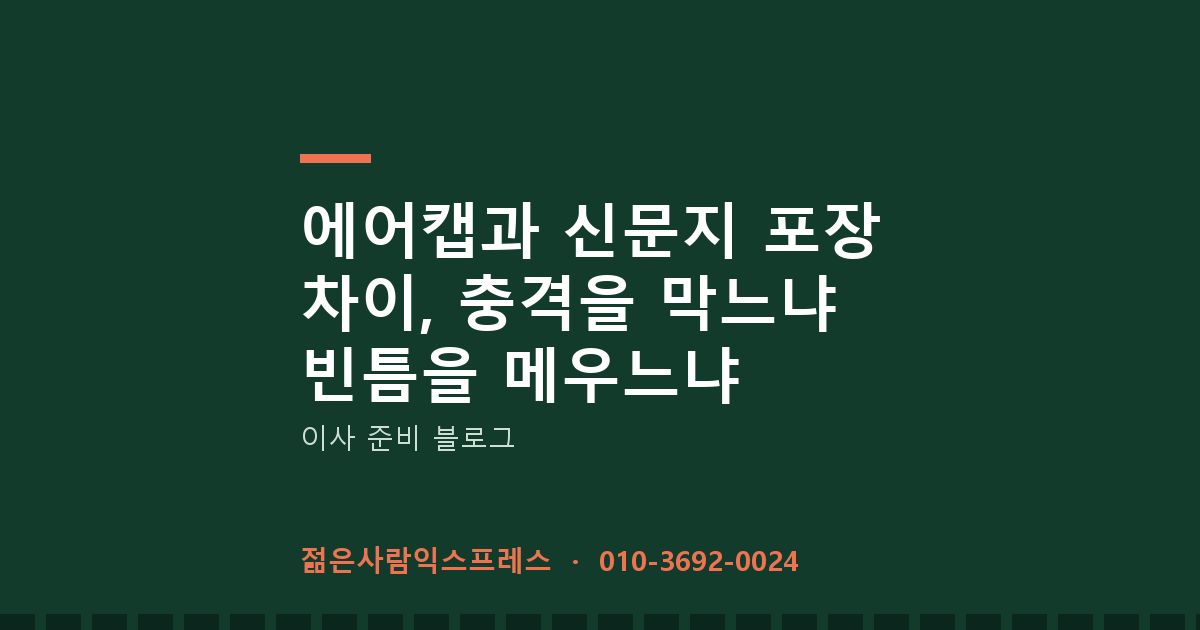 에어캡과 신문지 포장
차이, 충격을 막느냐
빈틈을 메우느냐
이사 준비 블로그
젊은사람익스프레스 · 010-3692-0024